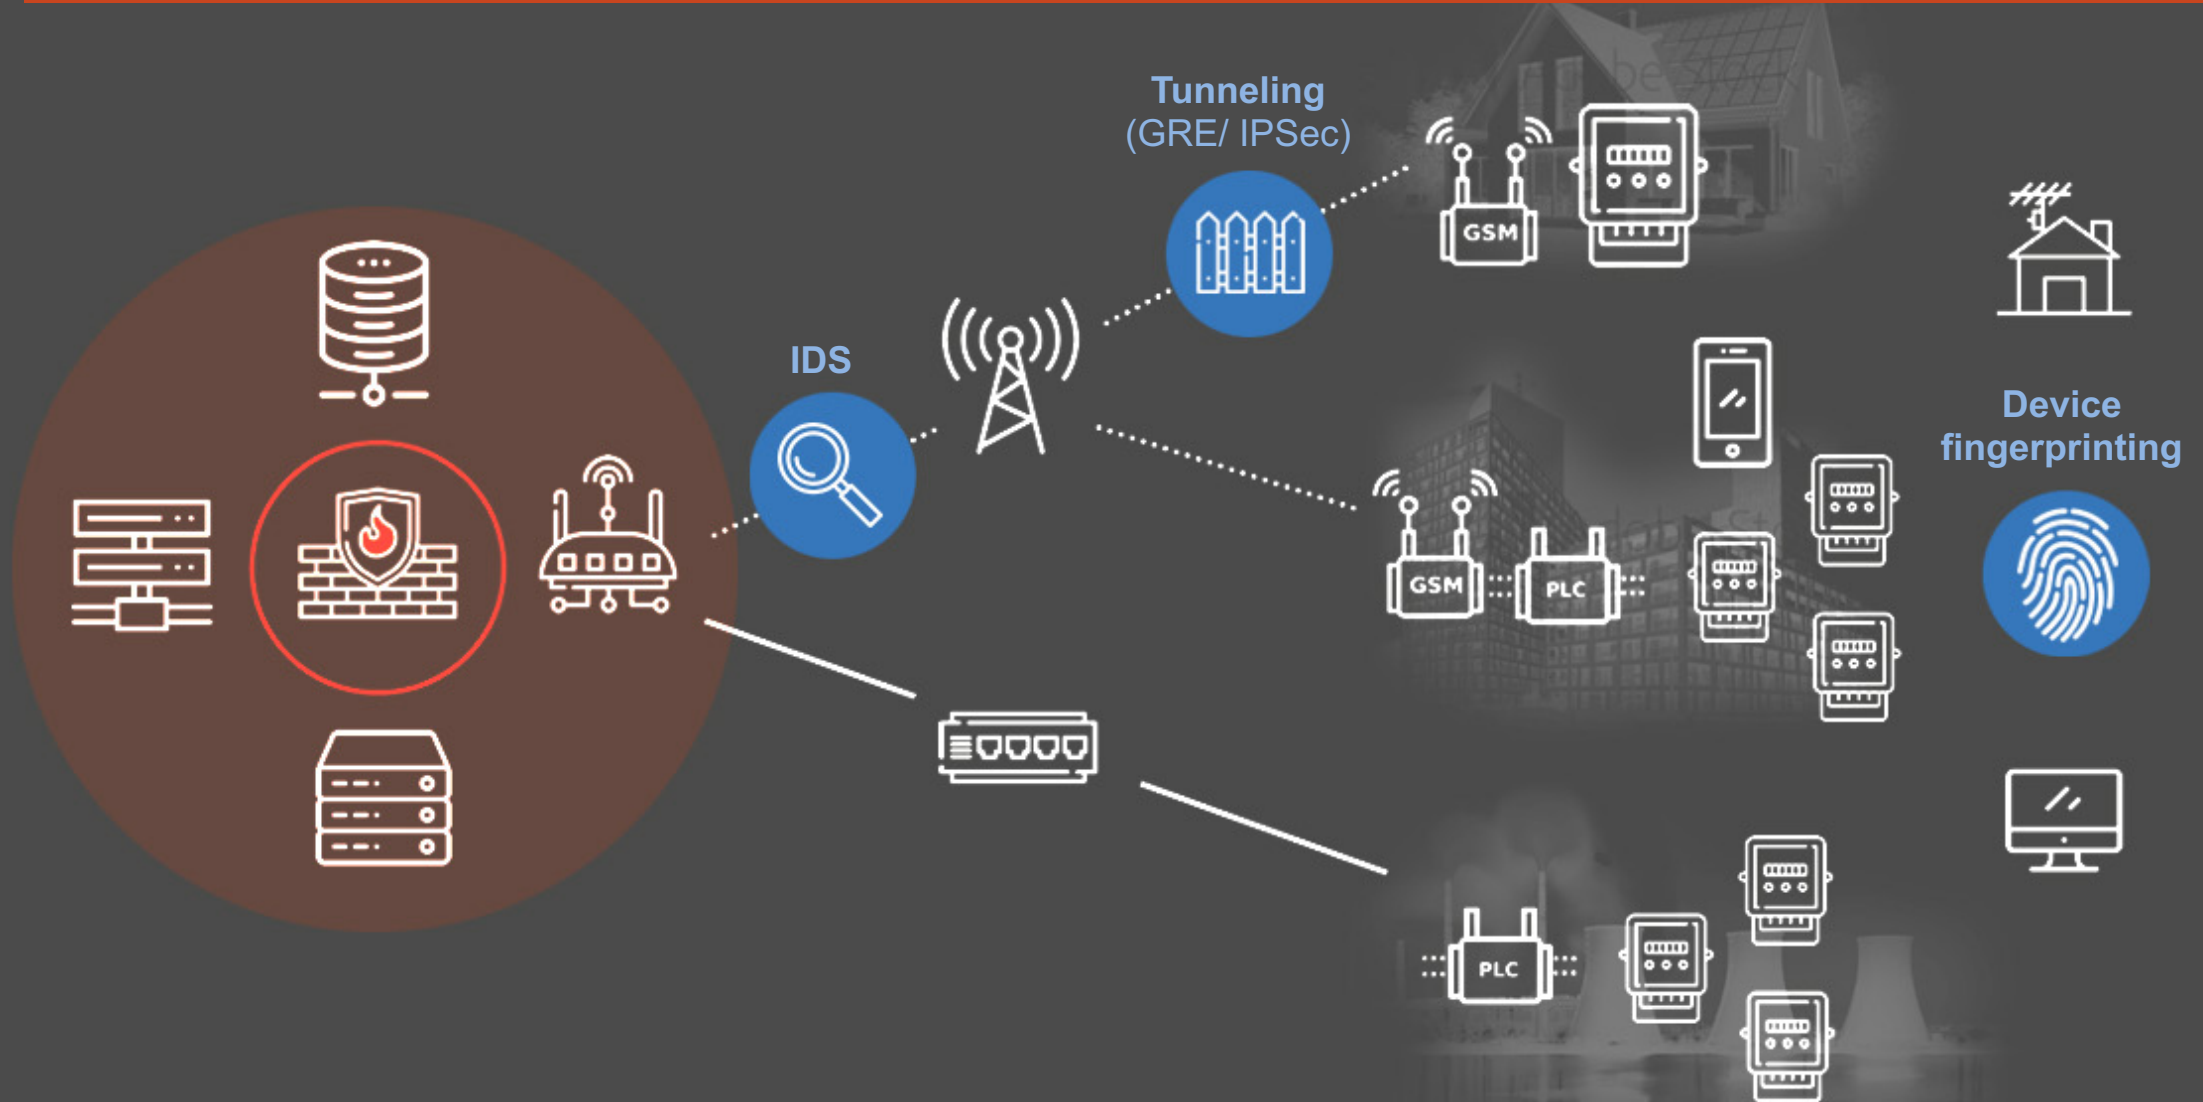 Tunneling
(GRE/ IPSec)
GSM
IDS
Device
fingerprinting
GSM
PLC
PLC